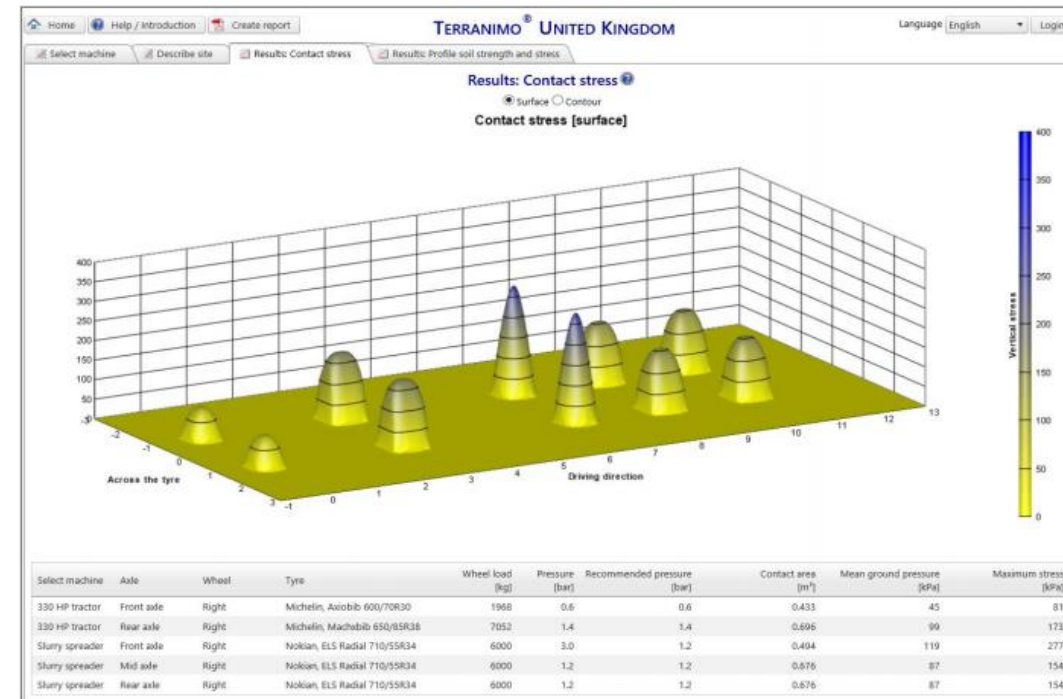 Home Help / Introduction Create report TERRANIMO® UNITED KINGDOM Language English Login
Select machine Describe site Results: Contact stress Results: Profile soil strength and stress
Results: Contact stress
Surface Contour
Contact stress [surface]
400
350
300
250
200
150
100
50
0
Vertical stress
400
350
300
250
200
150
100
50
0
-3
-2
-1
0
1
2
3
Across the tyre
-1
0
1
2
3
4
5
6
7
8
9
10
11
12
13
Driving direction
Select machine Axle Wheel Tyre Wheel load [kg] Pressure [bar] Recommended pressure [bar] Contact area [m²] Mean ground pressure [kPa] Maximum stress [kPa]
330 HP tractor Front axle Right Michelin, Axiobib 600/70R30 1968 0.6 0.6 0.433 45 81
330 HP tractor Rear axle Right Michelin, Machxbib 650/85R38 7052 1.4 1.4 0.696 99 173
Slurry spreader Front axle Right Nokian, ELS Radial 710/55R34 6000 3.0 1.2 0.494 119 277
Slurry spreader Mid axle Right Nokian, ELS Radial 710/55R34 6000 1.2 1.2 0.676 87 154
Slurry spreader Rear axle Right Nokian, ELS Radial 710/55R34 6000 1.2 1.2 0.676 87 154